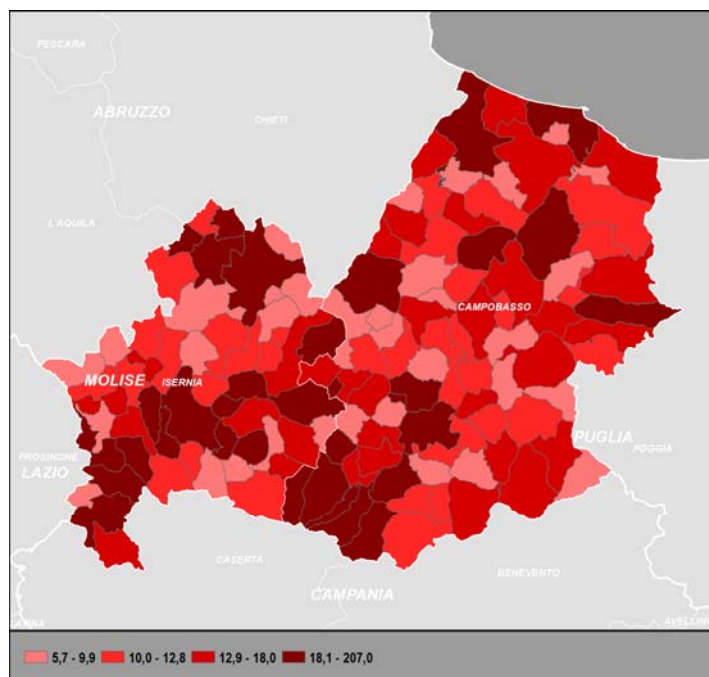 PESCARA
ABRUZZO
CHIETI
L'AQUILA
CAMPOBASSO
MOLISE
ISERNIA
PUGLIA
FOGGIA
FROSINONE
LAZIO
CASERTA
BENEVENTO
CAMPANIA
AVELLINO
5,7 - 9,9
10,0 - 12,8
12,9 - 18,0
18,1 - 207,0